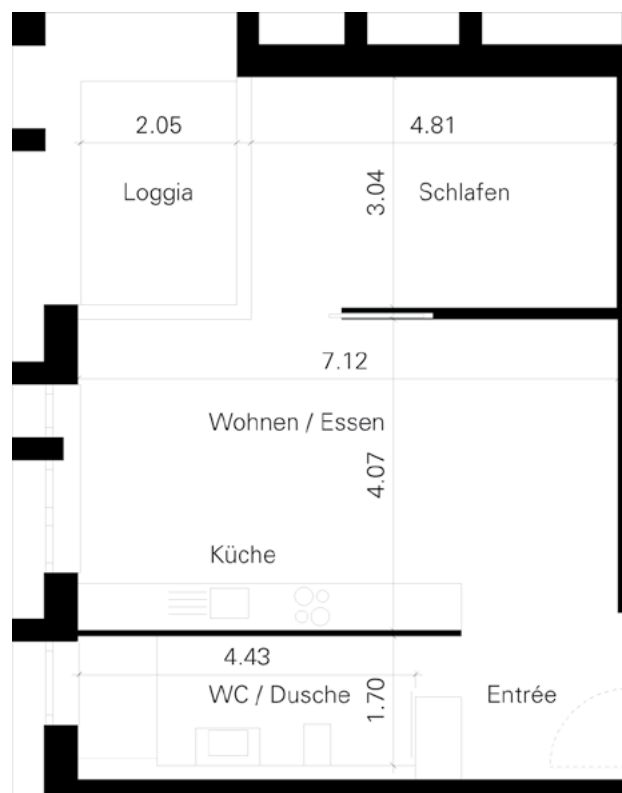 2.05
4.81
Loggia
3.04
Schlafen
7.12
Wohnen / Essen
4.07
Küche
4.43
WC / Dusche
1.70
Entrée